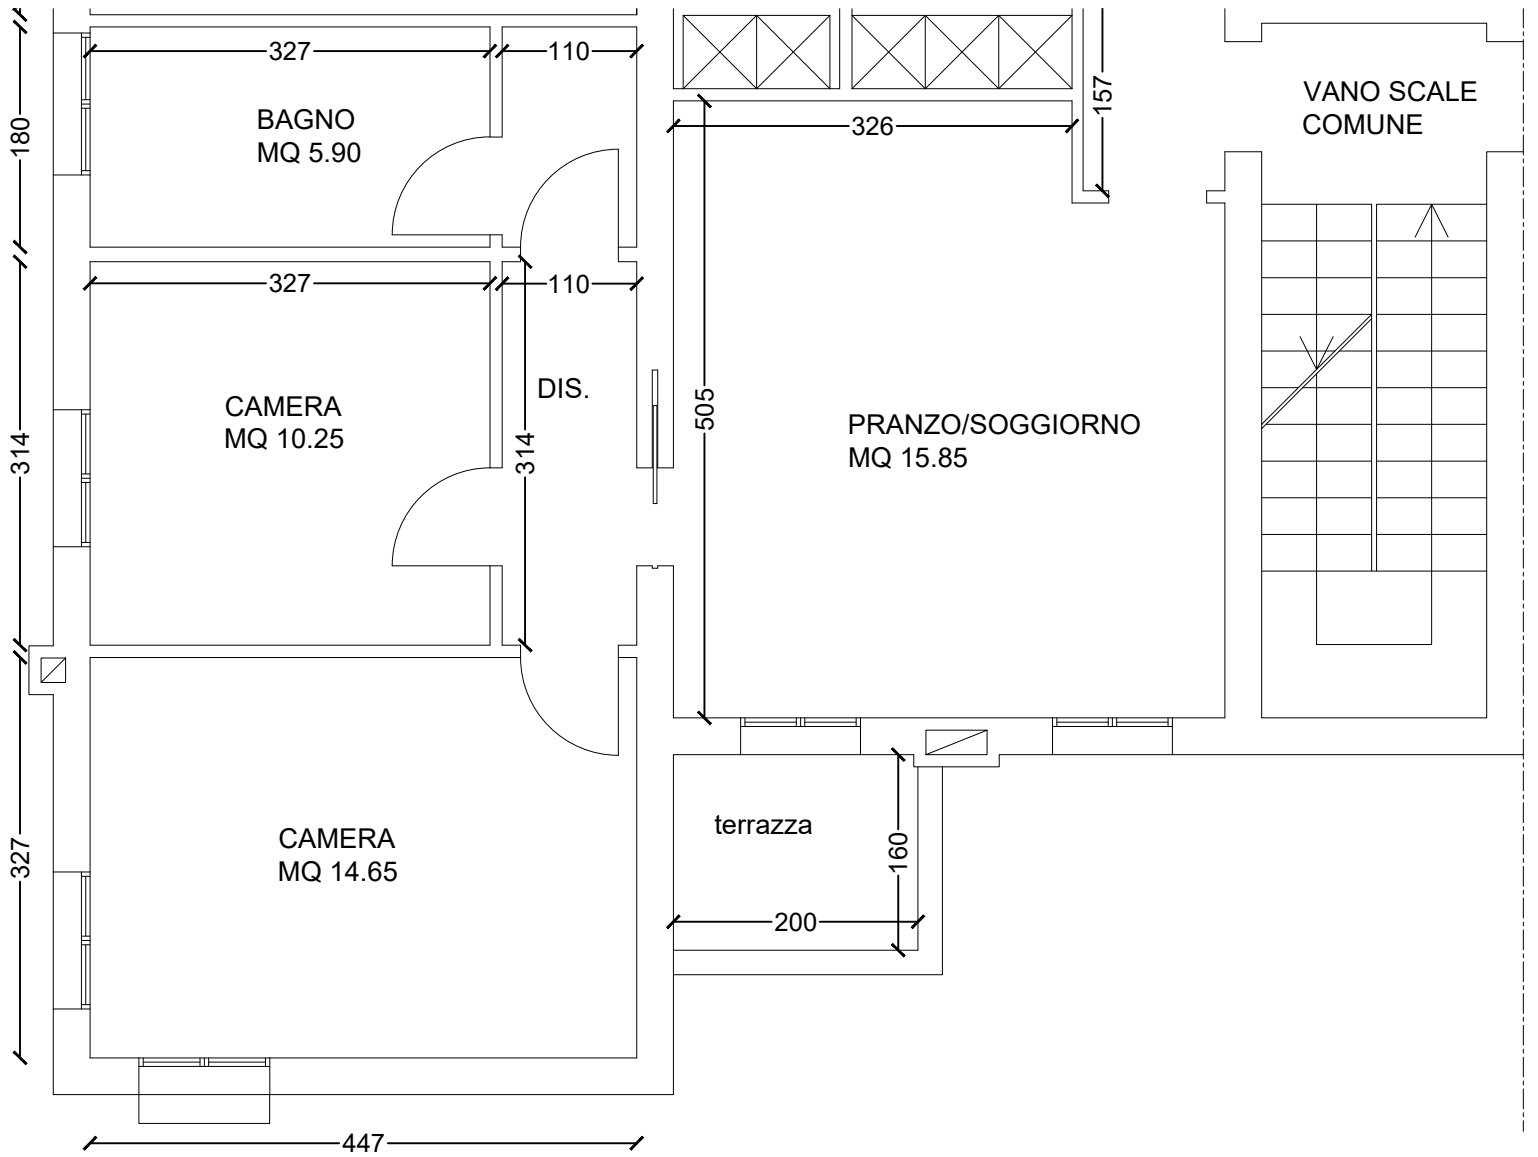 327
110
180
BAGNO
MQ 5.90
326
157
VANO SCALE
COMUNE
327
110
314
CAMERA
MQ 10.25
DIS.
314
505
PRANZO/SOGGIORNO
MQ 15.85
327
CAMERA
MQ 14.65
terrazza
160
200
447